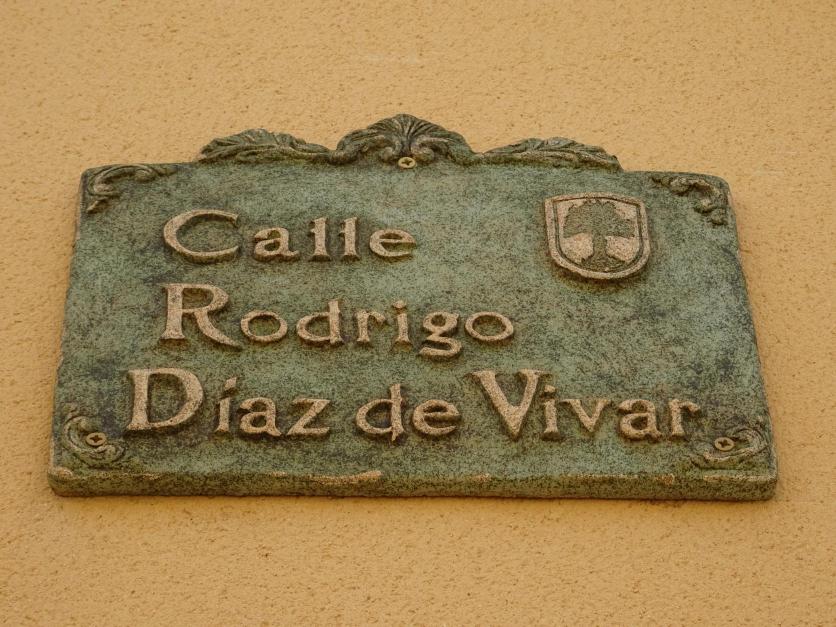 Calle
Rodrigo
Díaz de Vivar